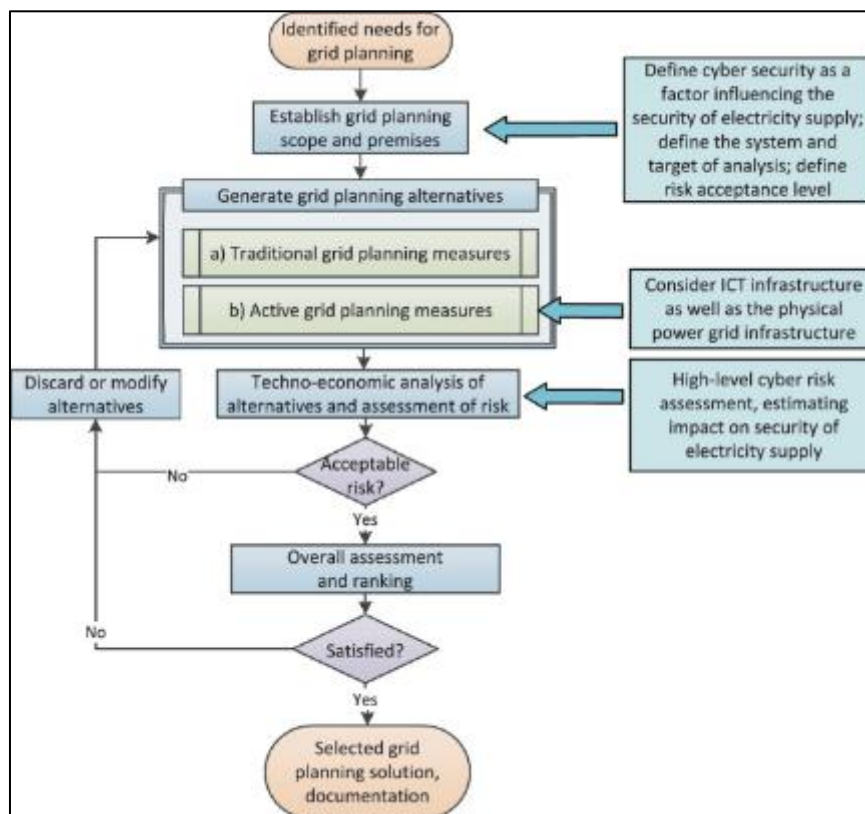 Identified needs for
grid planning
Establish grid planning
scope and premises
Define cyber security as a
factor influencing the
security of electricity supply;
define the system and
target of analysis; define
risk acceptance level
Generate grid planning alternatives
a) Traditional grid planning measures
b) Active grid planning measures
Consider ICT infrastructure
as well as the physical
power grid infrastructure
Discard or modify
alternatives
Techno-economic analysis of
alternatives and assessment of risk
High-level cyber risk
assessment, estimating
impact on security of
electricity supply
Acceptable
risk?
No
Yes
Overall assessment
and ranking
No
Satisfied?
Yes
Selected grid
planning solution,
documentation